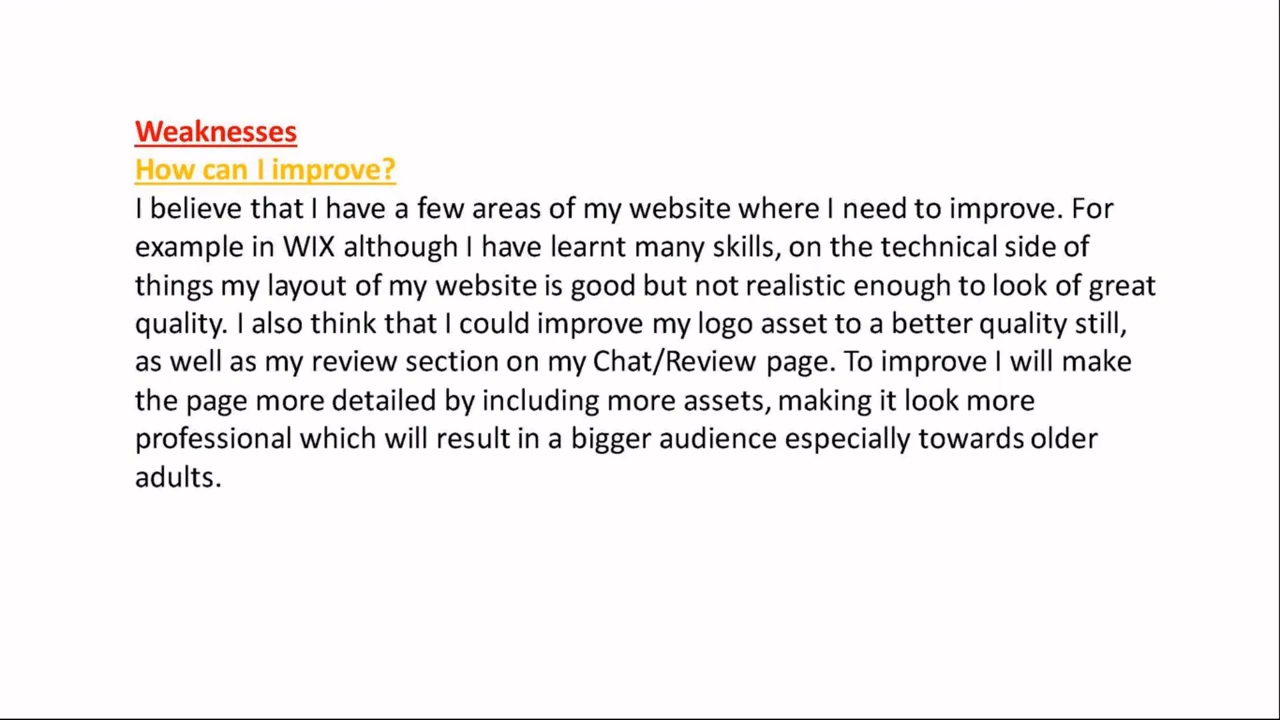 Weaknesses
How can I improve?
I believe that I have a few areas of my website where I need to improve. For
example in WIX although I have learnt many skills, on the technical side of
things my layout of my website is good but not realistic enough to look of great
quality. I also think that I could improve my logo asset to a better quality still,
as well as my review section on my Chat/Review page. To improve I will make
the page more detailed by including more assets, making it look more
professional which will result in a bigger audience especially towards older
adults.